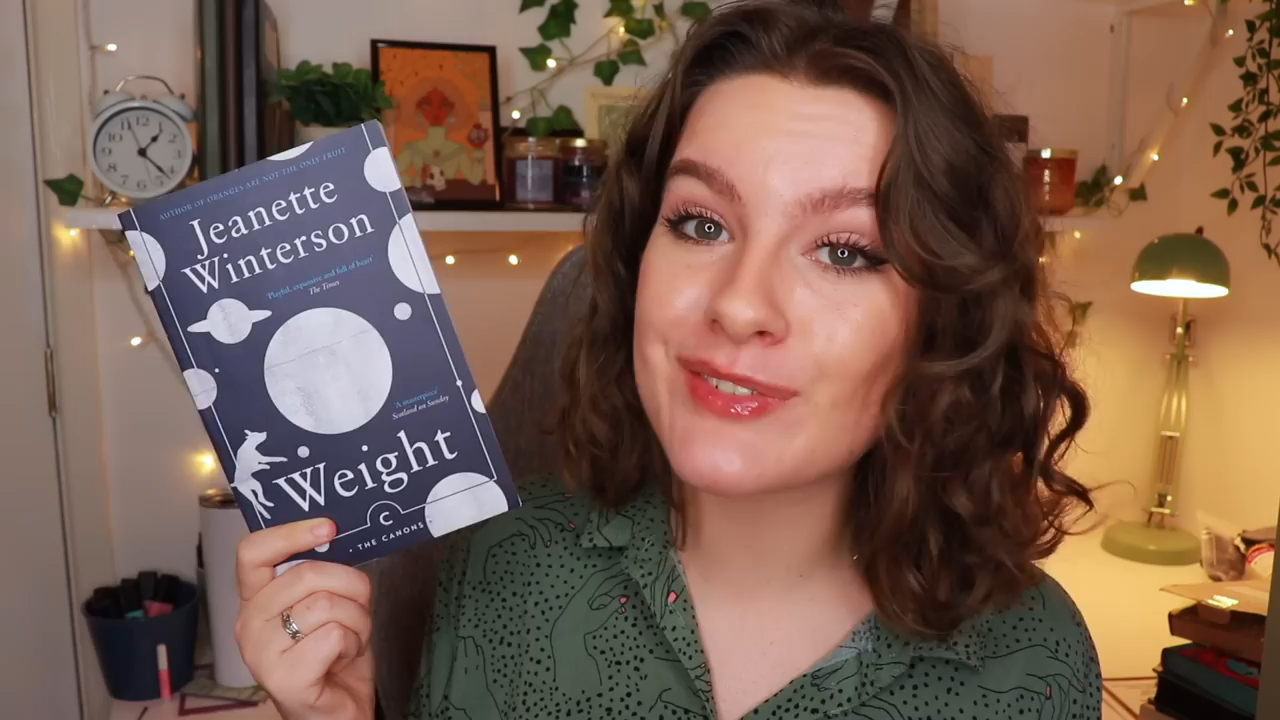 AUTHOR OF ORANGES ARE NOT THE ONLY FRUIT
Jeanette
Winterson
'Playful, expansive and full of heart'
The Times
'A masterpiece'
Scotland on Sunday
Weight
C
• THE CANONS •